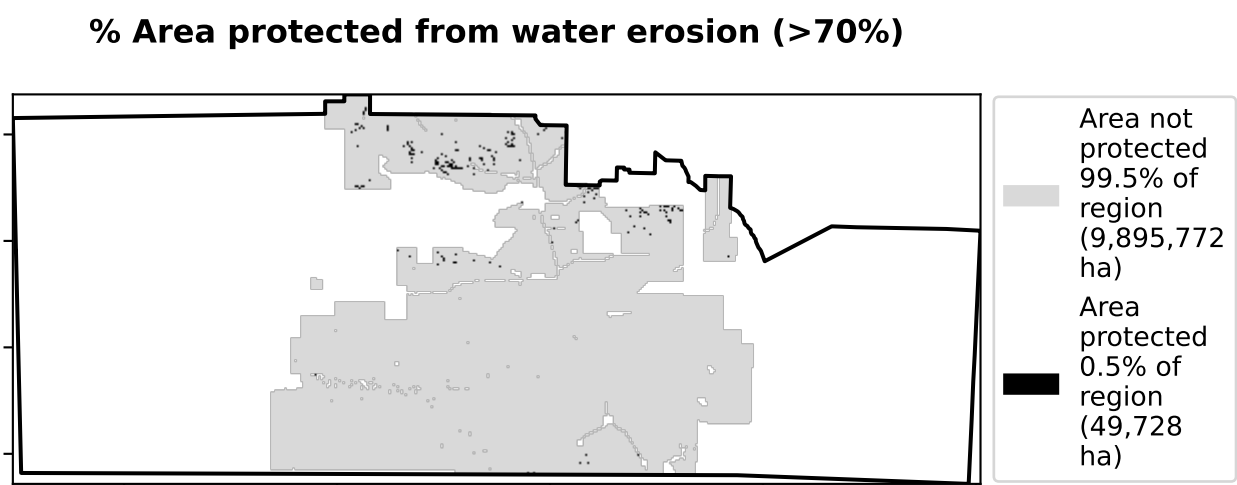 % Area protected from water erosion (>70%)
Area not
protected
99.5% of
region
(9,895,772
ha)
Area
protected
0.5% of
region
(49,728
ha)